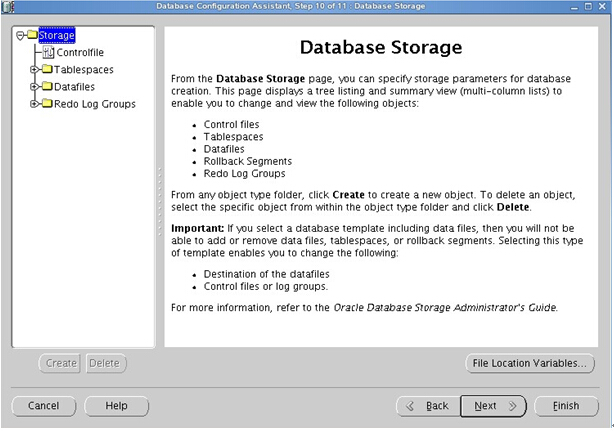 Database Configuration Assistant, Step 10 of 11 : Database Storage
Storage
Controlfile
Tablespaces
Datafiles
Redo Log Groups
Database Storage
From the Database Storage page, you can specify storage parameters for database
creation. This page displays a tree listing and summary view (multi-column lists) to
enable you to change and view the following objects:
• Control files
• Tablespaces
• Datafiles
• Rollback Segments
• Redo Log Groups
From any object type folder, click Create to create a new object. To delete an object,
select the specific object from within the object type folder and click Delete.
Important: If you select a database template including data files, then you will not be
able to add or remove data files, tablespaces, or rollback segments. Selecting this type
of template enables you to change the following:
• Destination of the datafiles
• Control files or log groups.
For more information, refer to the Oracle Database Storage Administrator's Guide.
Create Delete
File Location Variables...
Cancel Help Back Next Finish